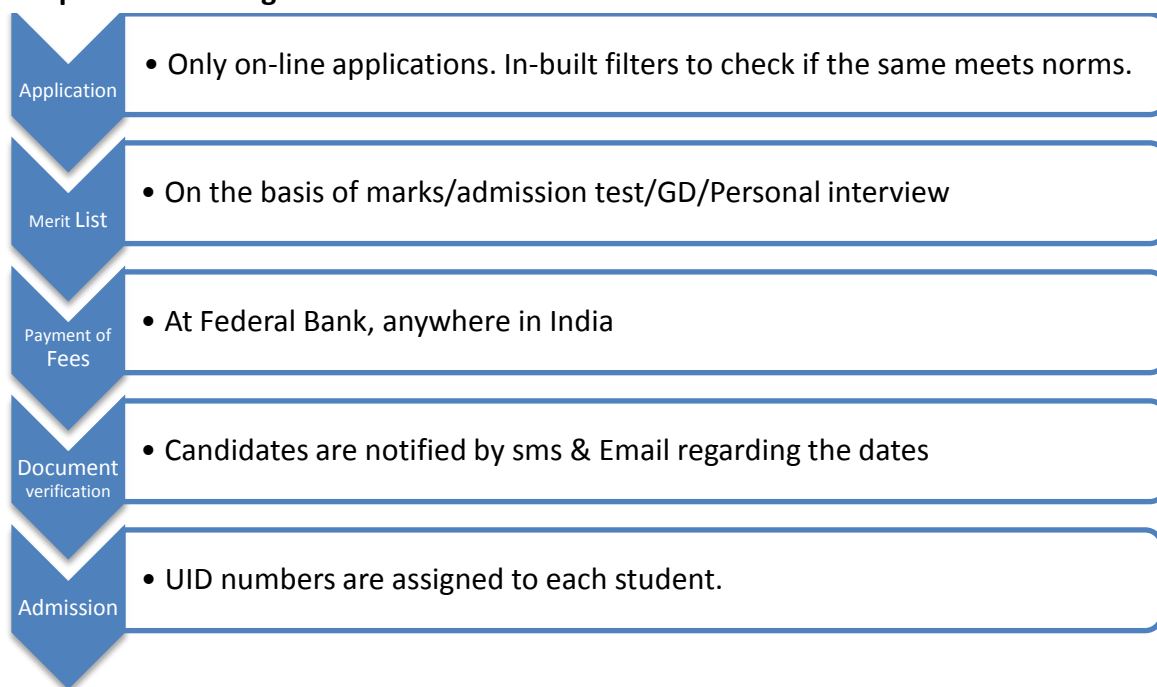 Application
• Only on-line applications. In-built filters to check if the same meets norms.
Merit List
• On the basis of marks/admission test/GD/Personal interview
Payment of
Fees
• At Federal Bank, anywhere in India
Document
verification
• Candidates are notified by sms & Email regarding the dates
Admission
• UID numbers are assigned to each student.